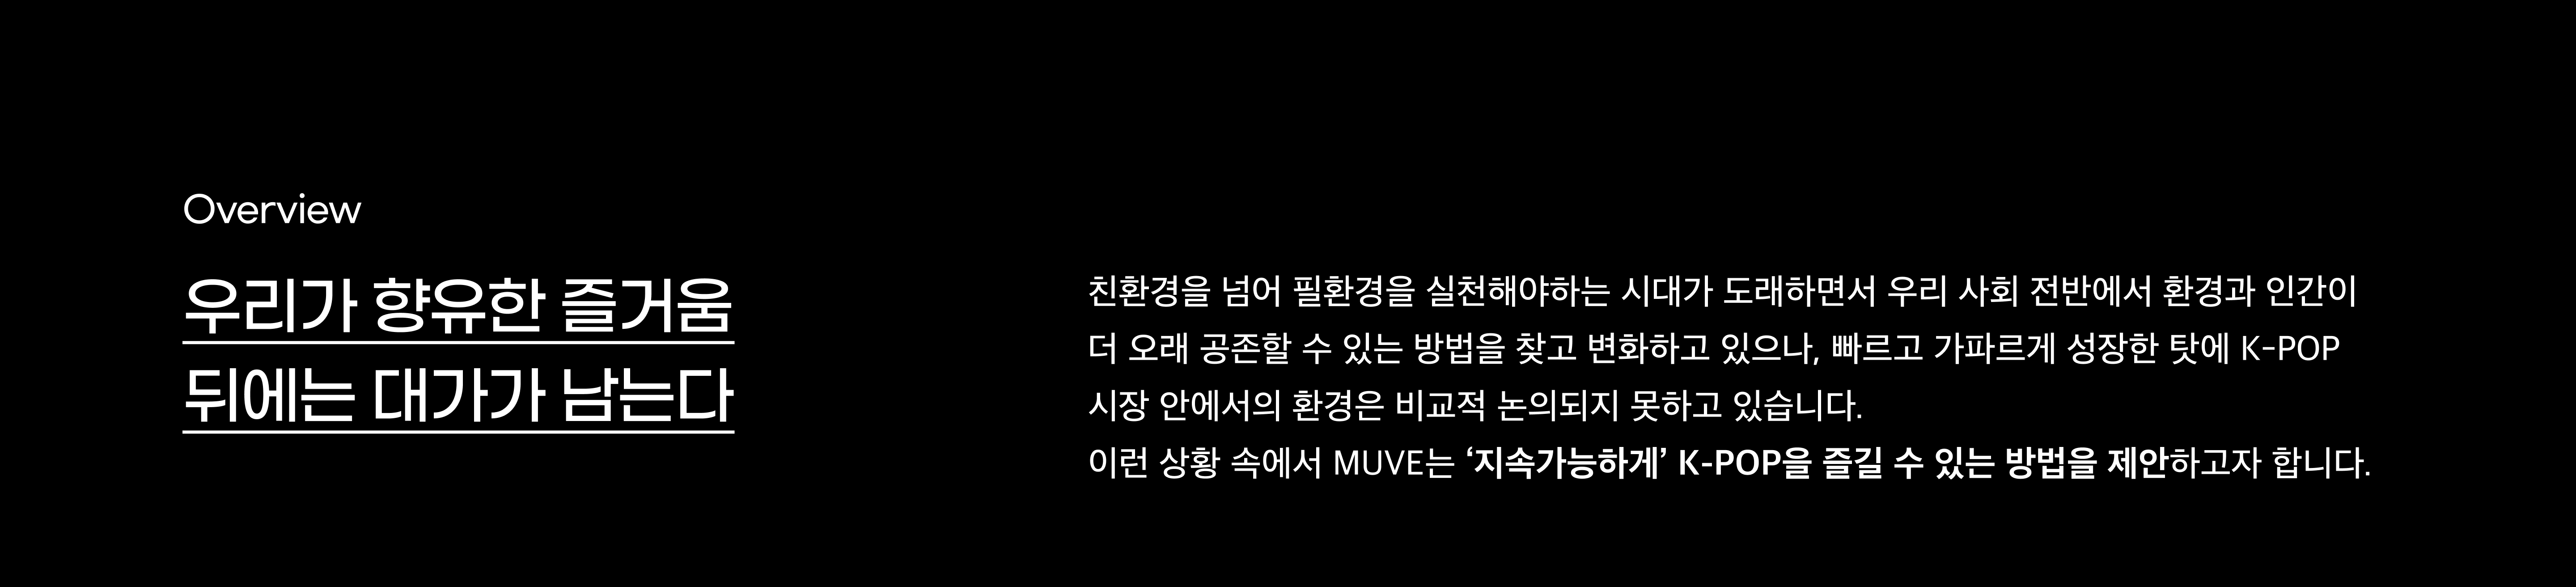 Overview
우리가 향유한 즐거움
뒤에는 대가가 남는다
친환경을 넘어 필환경을 실천해야하는 시대가 도래하면서 우리 사회 전반에서 환경과 인간이
더 오래 공존할 수 있는 방법을 찾고 변화하고 있으나, 빠르고 가파르게 성장한 탓에 K-POP
시장 안에서의 환경은 비교적 논의되지 못하고 있습니다.
이런 상황 속에서 MUVE는 ‘지속가능하게’ K-POP을 즐길 수 있는 방법을 제안하고자 합니다.